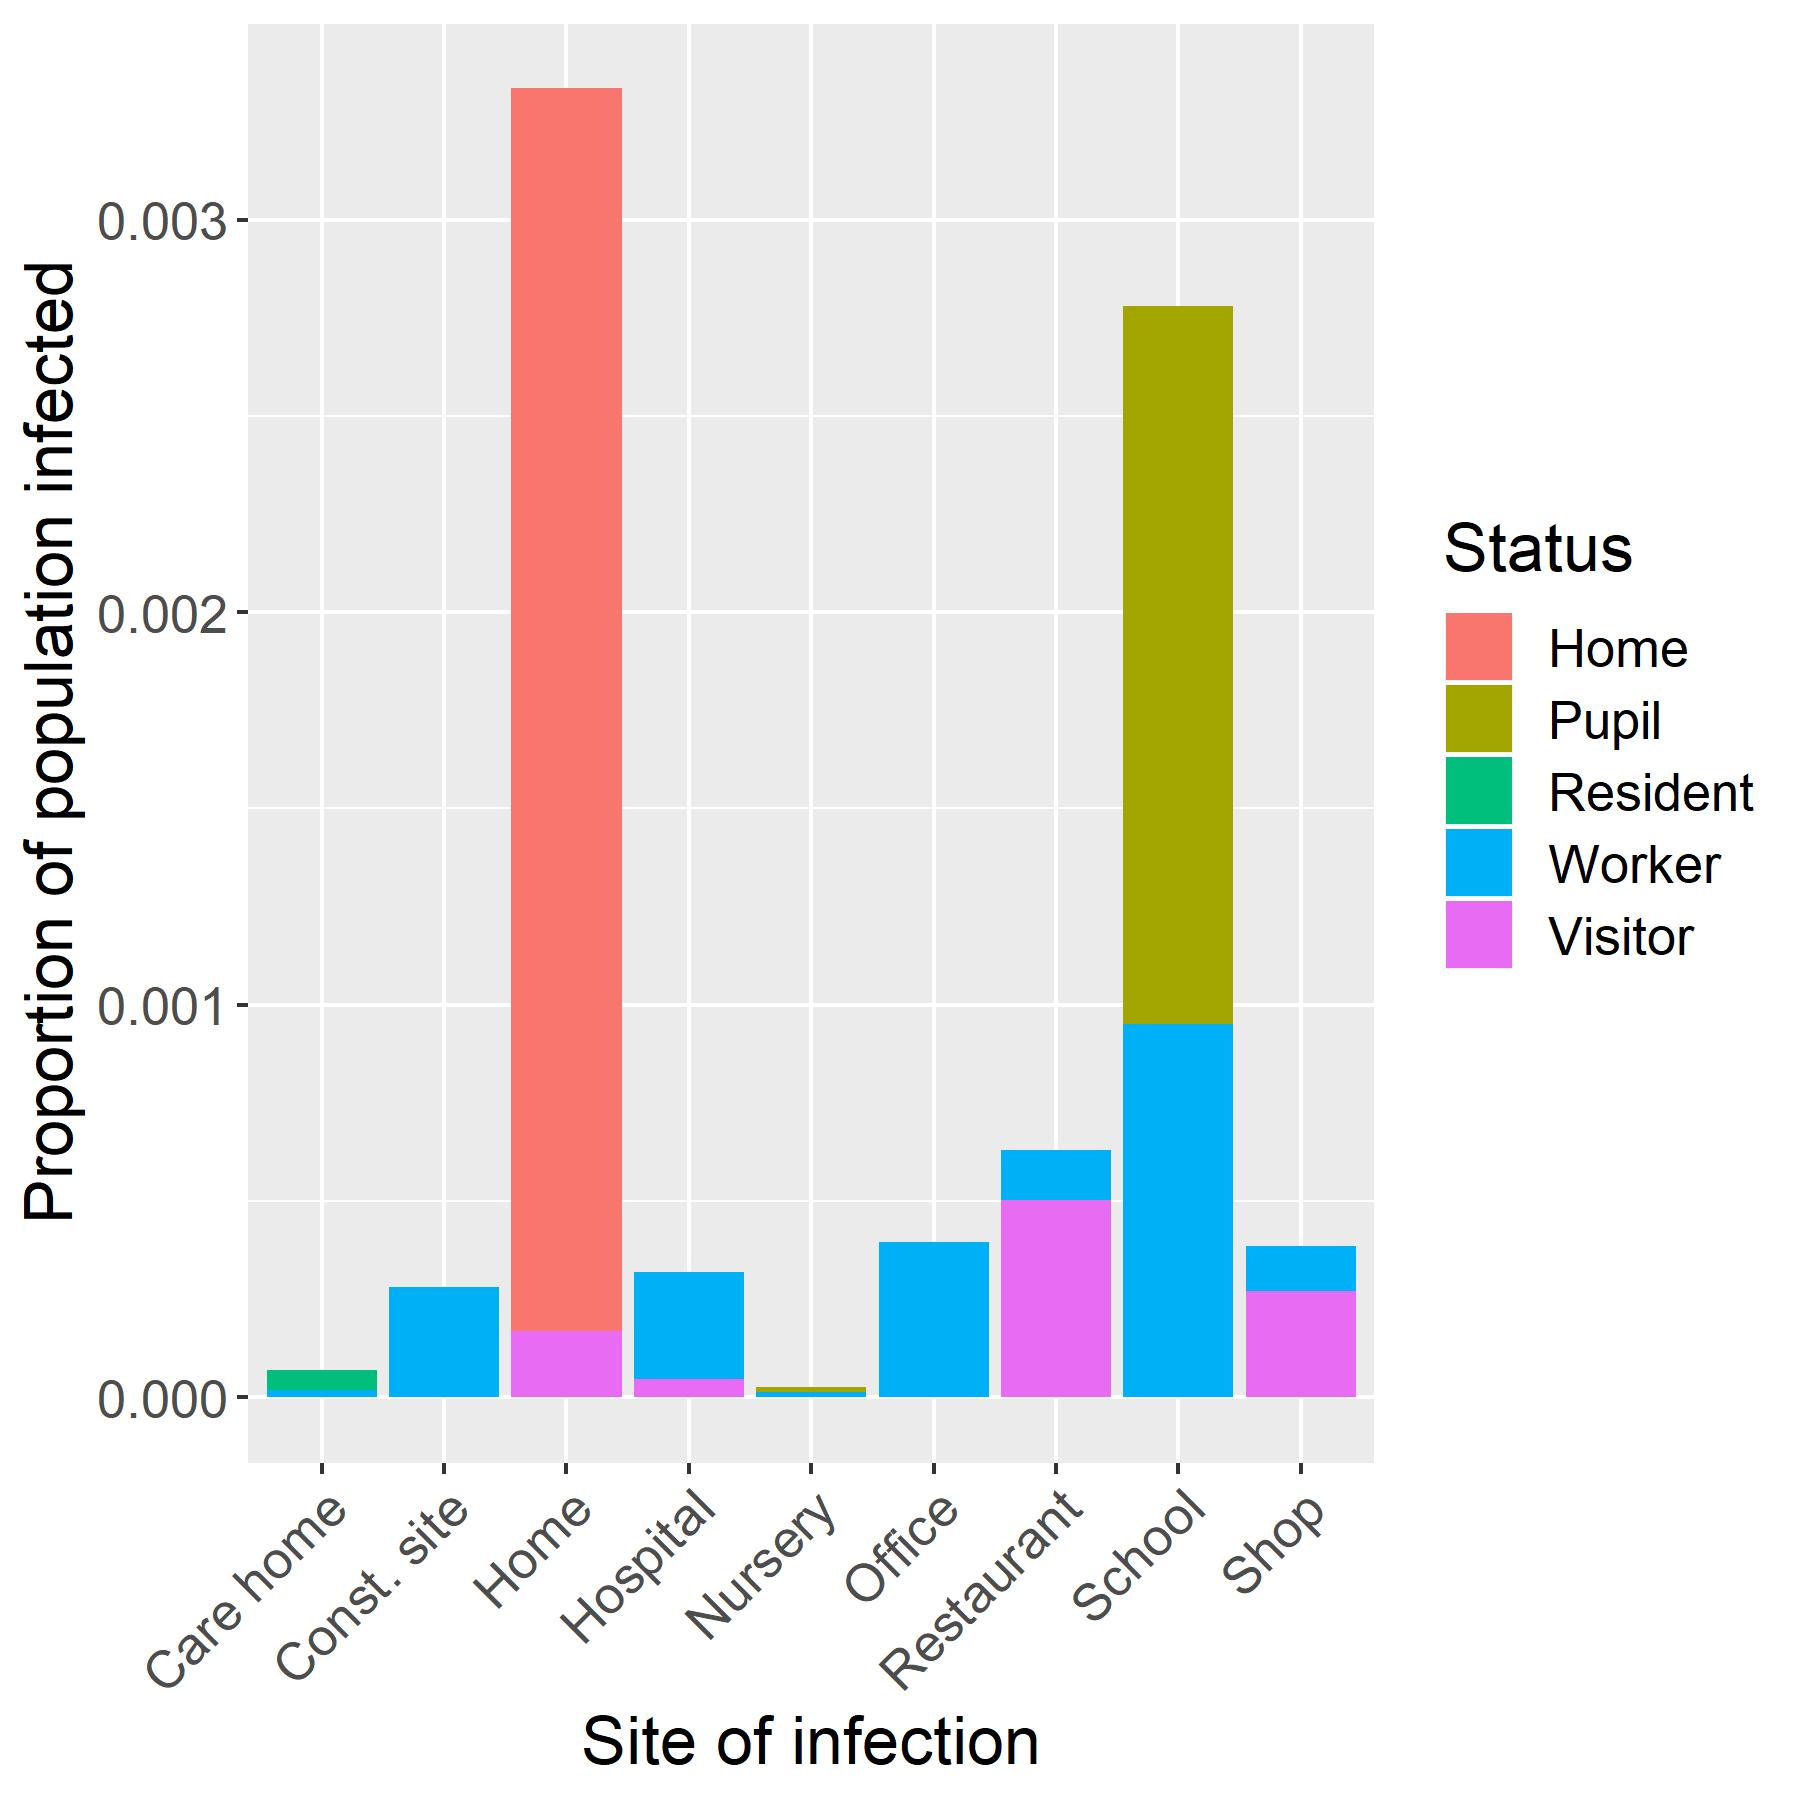 Proportion of population infected
0.003
0.002
0.001
0.000
Care home
Const. site
Home
Hospital
Nursery
Office
Restaurant
School
Shop
Site of infection
Status
Home
Pupil
Resident
Worker
Visitor